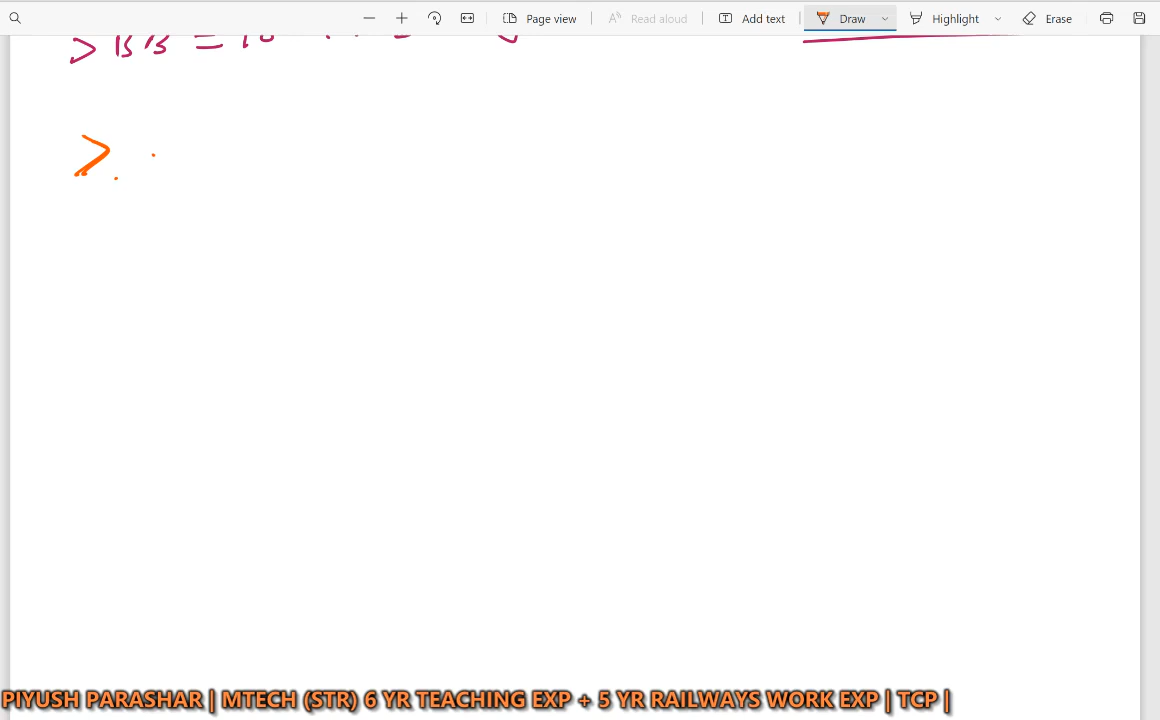 Page view Read aloud Add text Draw Highlight Erase
>
PIYUSH PARASHAR | MTECH (STR) 6 YR TEACHING EXP + 5 YR RAILWAYS WORK EXP | TCP |